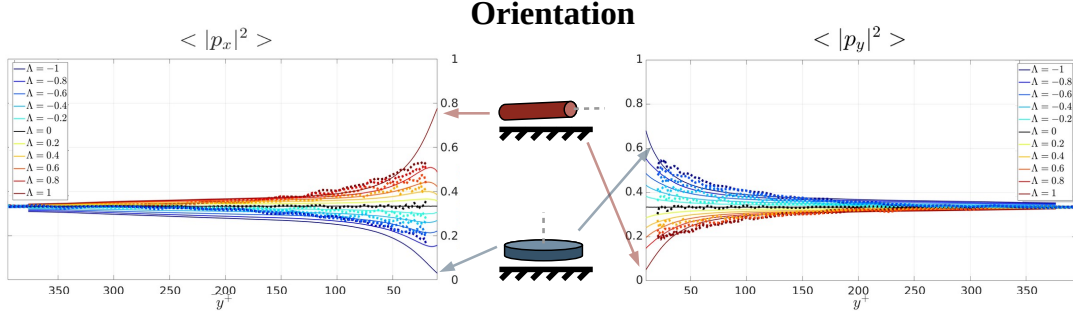 Orientation
< |p_x|^2 >
< |p_y|^2 >
Λ = −1
Λ = −0.8
Λ = −0.6
Λ = −0.4
Λ = −0.2
Λ = 0
Λ = 0.2
Λ = 0.4
Λ = 0.6
Λ = 0.8
Λ = 1
1
0.8
0.6
0.4
0.2
0
350 300 250 200 150 100 50
y^+
1
0.8
0.6
0.4
0.2
0
Λ = −1
Λ = −0.8
Λ = −0.6
Λ = −0.4
Λ = −0.2
Λ = 0
Λ = 0.2
Λ = 0.4
Λ = 0.6
Λ = 0.8
Λ = 1
50 100 150 200 250 300 350
y^+